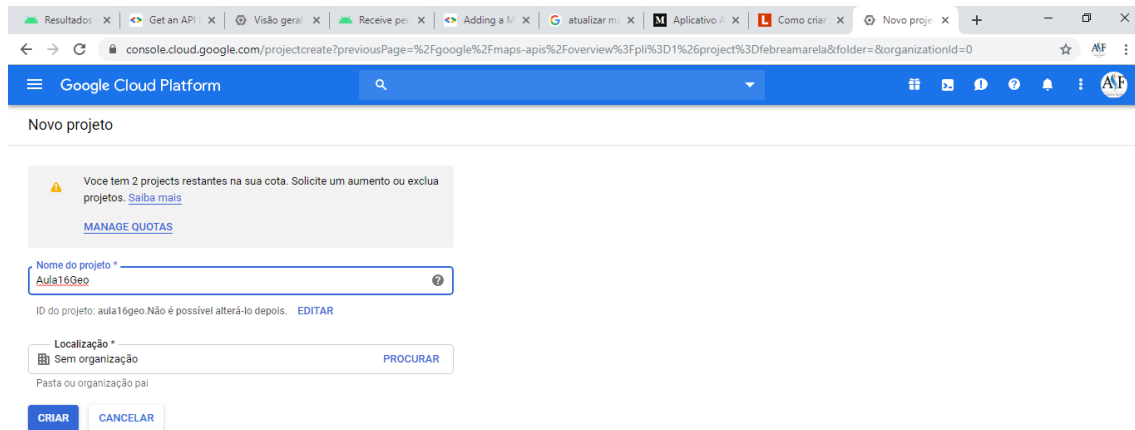 Resultados Get an API Visão geral Receive per Adding a M atualizar m Aplicativo A Como criar Novo proje
console.cloud.google.com/projectcreate?previousPage=%2Fgoogle%2Fmaps-apis%2Foverview%3Fpli%3D1%26project%3Dfebreamarela&folder=&organizationId=0
Google Cloud Platform
Novo projeto
Voce tem 2 projects restantes na sua cota. Solicite um aumento ou exclua
projetos. Saiba mais
MANAGE QUOTAS
Nome do projeto *
Aula16Geo
ID do projeto: aula16geo.Não é possível alterá-lo depois. EDITAR
Localização *
Sem organização PROCURAR
Pasta ou organização pai
CRIAR CANCELAR